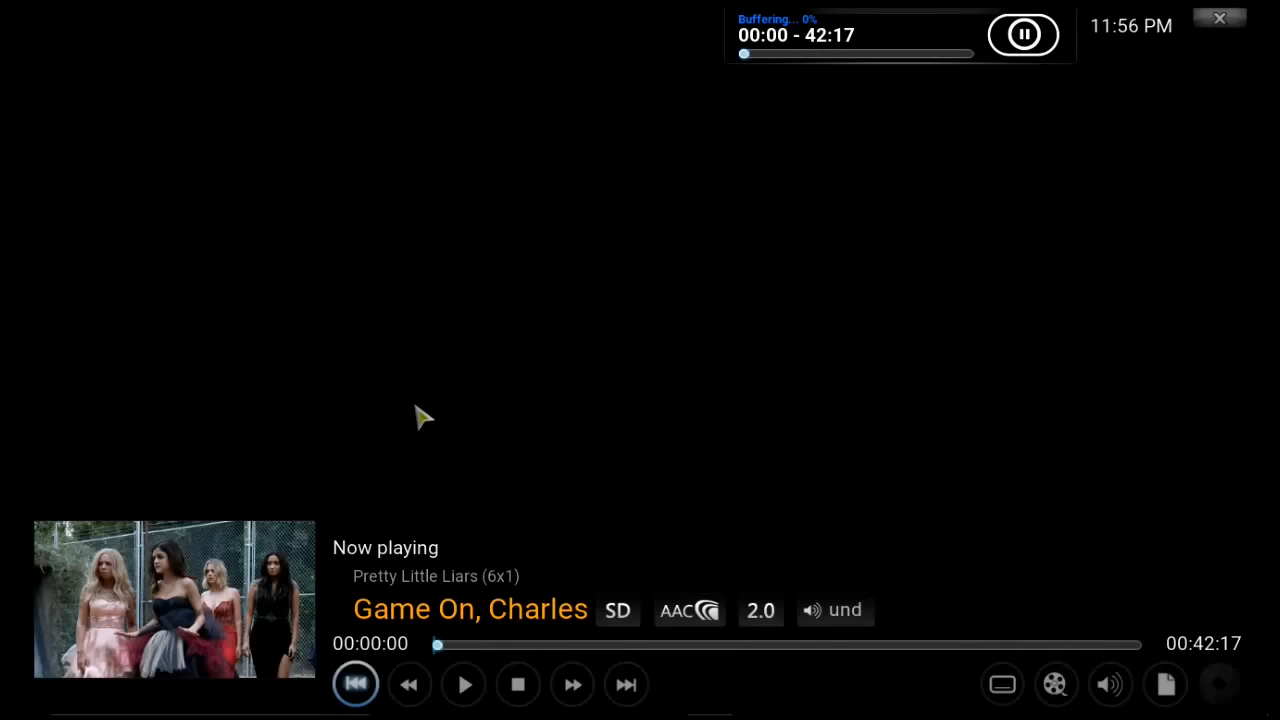 Buffering... 0%
00:00 - 42:17
11:56 PM
Now playing
Pretty Little Liars (6x1)
Game On, Charles SD AAC 2.0 und
00:00:00 00:42:17